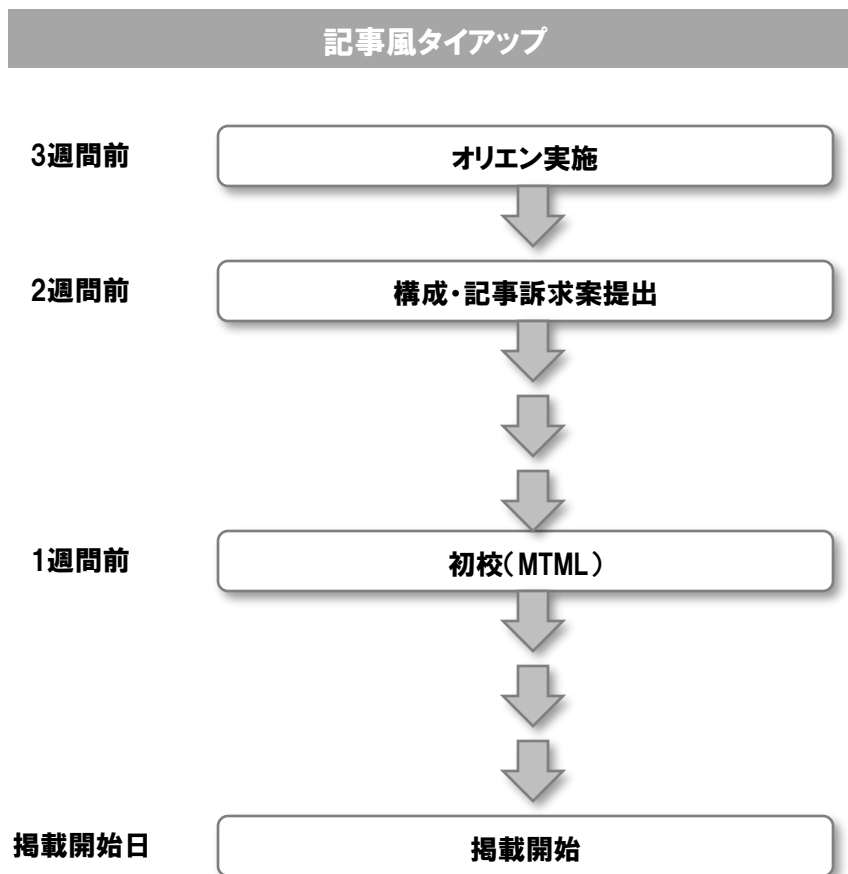 記事風タイアップ
3週間前
オリエン実施
2週間前
構成・記事訴求案提出
1週間前
初校(MTML)
掲載開始日
掲載開始